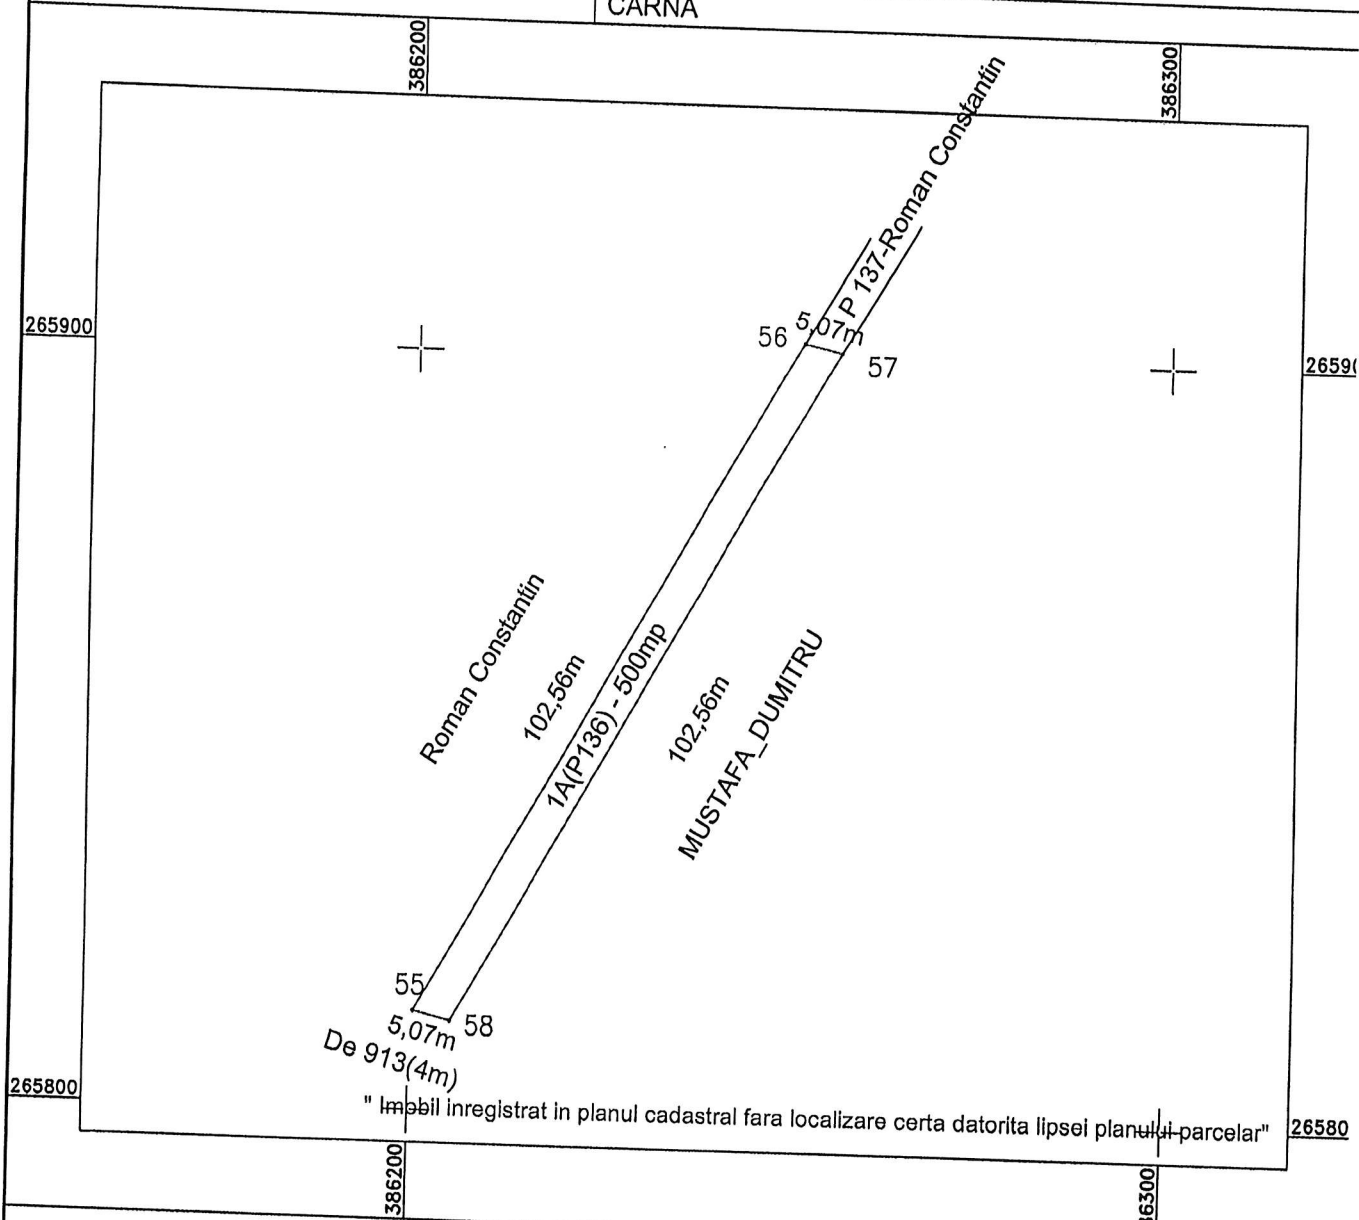 CARNA
386200
386300
P 137-Roman Constantin
265900
56
5,07m
57
Roman Constantin
102,56m
1A(P136) - 500mp
102,56m
MUSTAFA_DUMITRU
55
5,07m
58
De 913(4m)
265800
" Imobil inregistrat in planul cadastral fara localizare certa datorita lipsei planului parcelar"
26580
386200